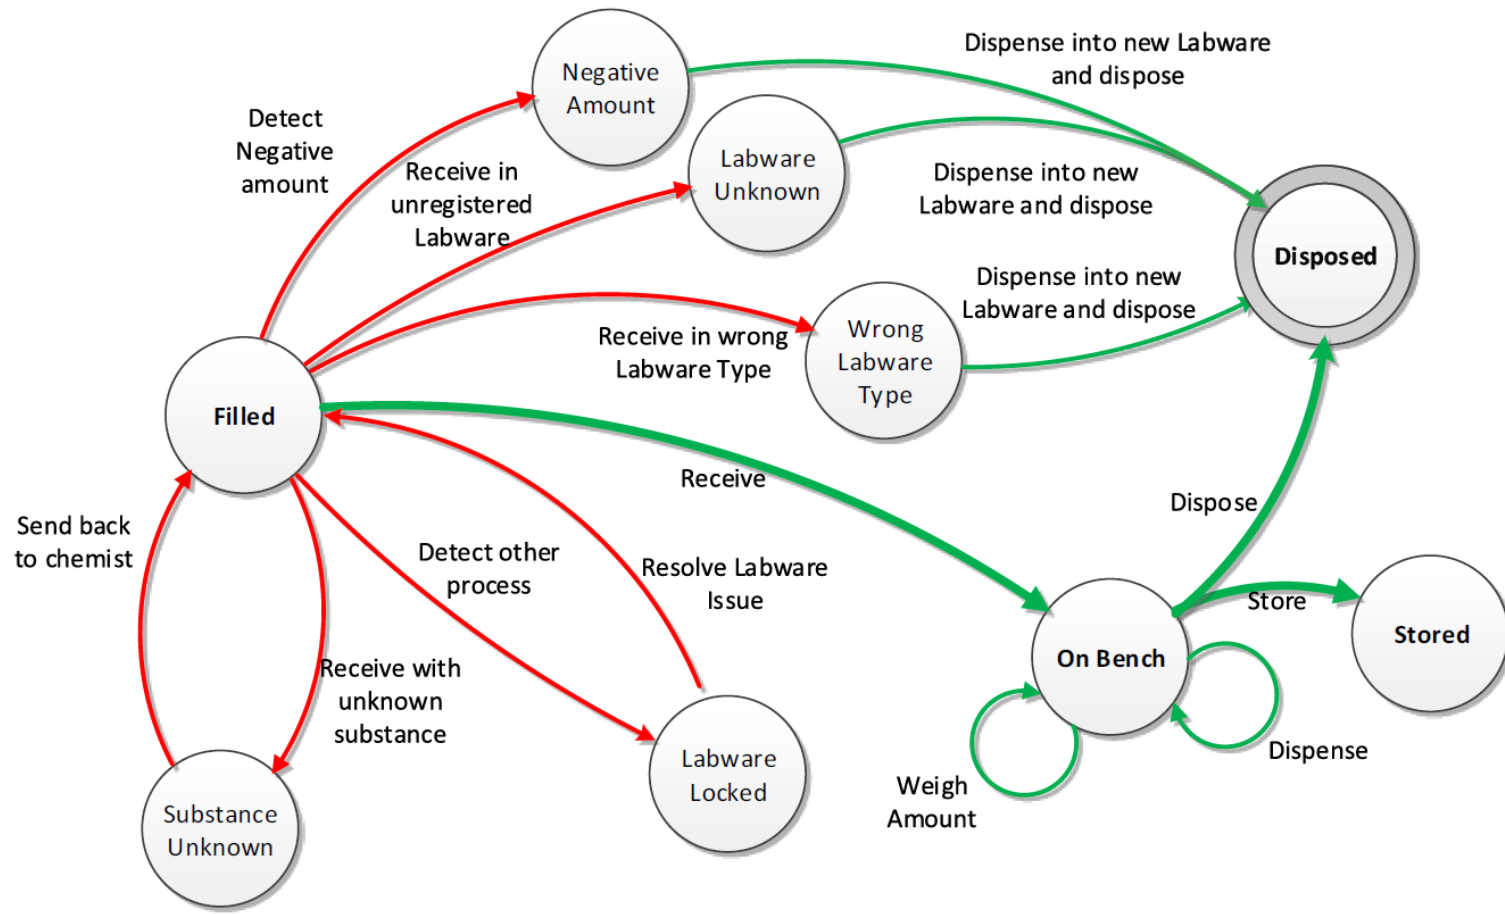 Negative
Amount
Dispense into new Labware
and dispose
Detect
Negative
amount
Receive in
unregistered
Labware
Labware
Unknown
Dispense into new
Labware and dispose
Disposed
Dispense into new
Labware and dispose
Receive in wrong
Labware Type
Wrong
Labware
Type
Filled
Receive
Send back
to chemist
Detect other
process
Resolve Labware
Issue
Dispose
Store
Stored
On Bench
Receive with
unknown
substance
Dispense
Weigh
Amount
Labware
Locked
Substance
Unknown